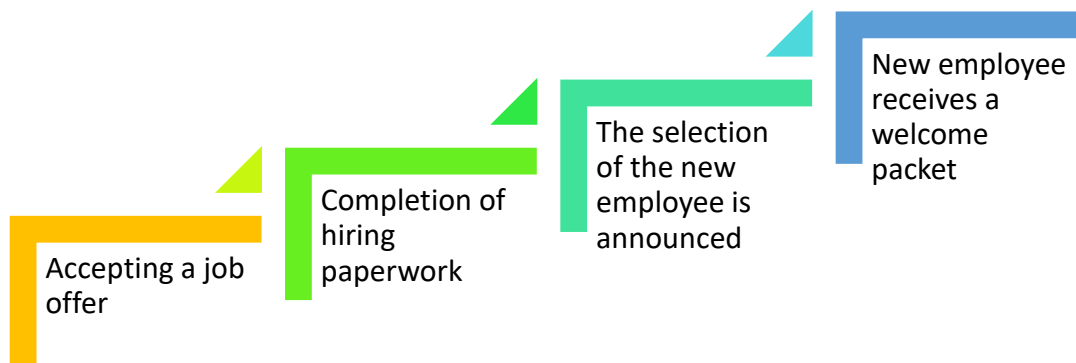 Accepting a job
offer
Completion of
hiring
paperwork
The selection
of the new
employee is
announced
New employee
receives a
welcome
packet